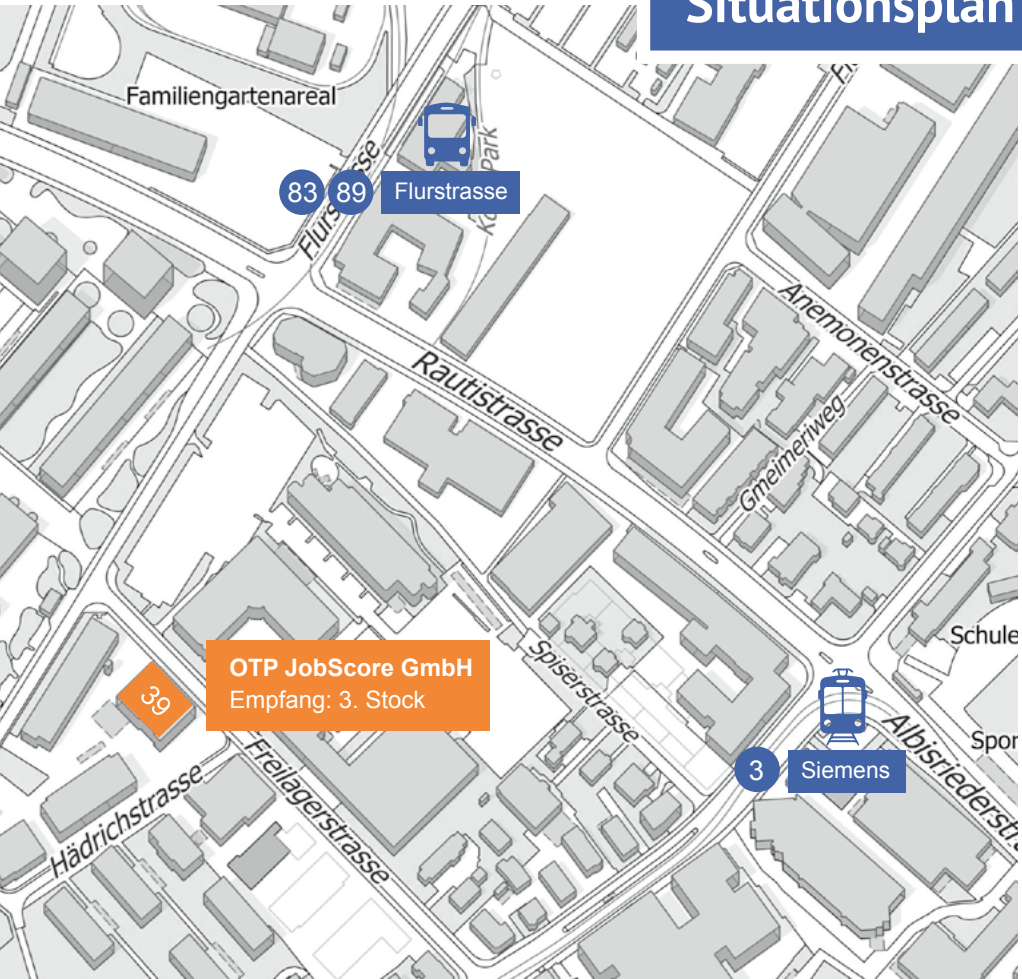 Situationsplan
Familiengartenareal
Flurstrasse
83
89
Flurstrasse
Park
Rautistrasse
Anemonenstrasse
Gmeimeriweg
Schule
OTP JobScore GmbH
Empfang: 3. Stock
39
Spiserstrasse
3
Siemens
Freilagerstrasse
Hädrichstrasse